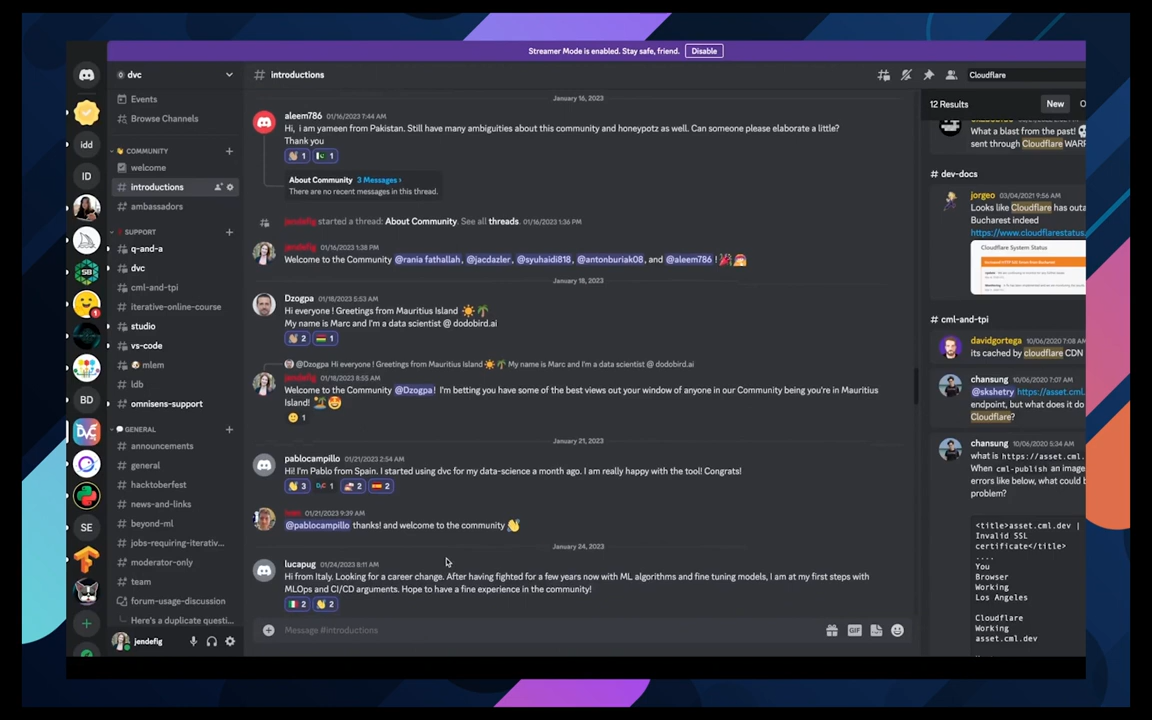 Streamer Mode is enabled. Stay safe, friend. Disable
dvc
Events
Browse Channels
COMMUNITY
welcome
introductions
ambassadors
SUPPORT
q-and-a
dvc
cml-and-tpi
iterative-online-course
studio
vs-code
mlem
ldb
omnisens-support
GENERAL
announcements
general
hacktoberfest
news-and-links
beyond-ml
jobs-requiring-iterativ...
moderator-only
team
forum-usage-discussion
Here's a duplicate questi...
jendefig
idd
ID
SB
1
BD
DVC
SE
# introductions
January 16, 2023
aleem786 01/16/2023 7:44 AM
Hi, i am yameen from Pakistan. Still have many ambiguities about this community and honeypotz as well. Can someone please elaborate a little?
Thank you
1 1
About Community 3 Messages ›
There are no recent messages in this thread.
jendefig started a thread: About Community. See all threads. 01/16/2023 1:36 PM
jendefig 01/16/2023 1:38 PM
Welcome to the Community @rania fathallah, @jacdazler, @syuhaidi818, @antonburiak08, and @aleem786 !
January 18, 2023
Dzogpa 01/18/2023 5:53 AM
Hi everyone ! Greetings from Mauritius Island
My name is Marc and I'm a data scientist @ dodobird.ai
2 1
@Dzogpa Hi everyone ! Greetings from Mauritius Island My name is Marc and I'm a data scientist @ dodobird.ai
jendefig 01/18/2023 8:55 AM
Welcome to the Community @Dzogpa! I'm betting you have some of the best views out your window of anyone in our Community being you're in Mauritius
Island!
1
January 21, 2023
pablocampillo 01/21/2023 2:54 AM
Hi! I'm Pablo from Spain. I started using dvc for my data-science a month ago. I am really happy with the tool! Congrats!
3 1 2 2
01/21/2023 9:39 AM
@pablocampillo thanks! and welcome to the community
January 24, 2023
lucapug 01/24/2023 8:11 AM
Hi from Italy. Looking for a career change. After having fighted for a few years now with ML algorithms and fine tuning models, I am at my first steps with
MLOps and CI/CD arguments. Hope to have a fine experience in the community!
2 2
Message #introductions
GIF
Cloudflare
12 Results New
What a blast from the past!
sent through Cloudflare WARP
# dev-docs
jorgeo 03/04/2021 9:56 AM
Looks like Cloudflare has outa
Bucharest indeed
https://www.cloudflarestatus.
Cloudflare System Status
# cml-and-tpi
davidgortega 10/06/2020 7:08 AM
its cached by cloudflare CDN
chansung 10/06/2020 7:07 AM
@skshetry https://asset.cml.
endpoint, but what does it do
Cloudflare?
chansung 10/06/2020 5:34 AM
what is https://asset.cml.
When cml-publish an image
errors like below, what could b
problem?
<title>asset.cml.dev |
Invalid SSL
certificate</title>
....
You
Browser
Working
Los Angeles
Cloudflare
Working
asset.cml.dev